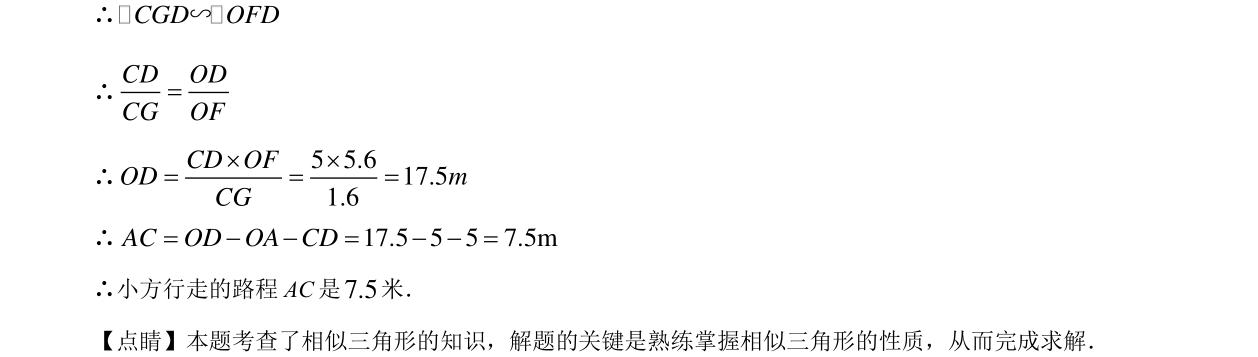 ∴□CGD∽□OFD
∴ CD/CG = OD/OF
∴ OD = (CD×OF)/CG = (5×5.6)/1.6 = 17.5m
∴ AC = OD－OA－CD = 17.5－5－5 = 7.5m
∴小方行走的路程 AC 是 7.5 米．
【点睛】本题考查了相似三角形的知识，解题的关键是熟练掌握相似三角形的性质，从而完成求解．